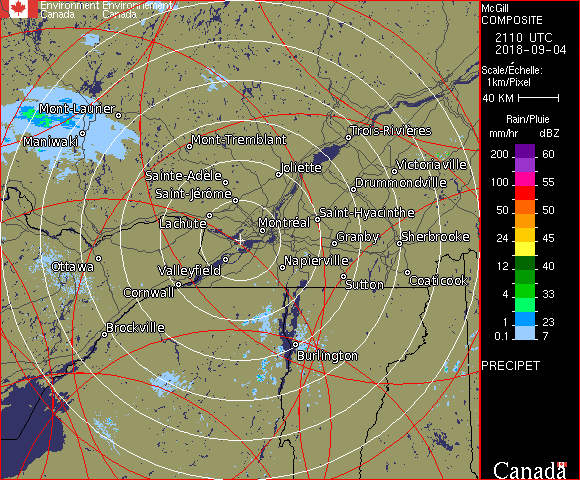 Environment Environnement
Canada Canada
McGill
COMPOSITE
2110 UTC
2018-09-04
Scale/Échelle:
1km/Pixel
40 KM
Rain/Pluie
mm/hr dBZ
200 60
100 55
50 50
24 45
12 40
4 33
1 23
0.1 7
PRECIPET
Canada
Mont-Laurier
Maniwaki
Mont-Tremblant
Trois-Rivières
Joliette
Victoriaville
Sainte-Adèle
Drummondville
Saint-Jérôme
Saint-Hyacinthe
Lachute
Montréal
Granby
Sherbrooke
Ottawa
Valleyfield
Napierville
Cornwall
Sutton
Coaticook
Brockville
Burlington